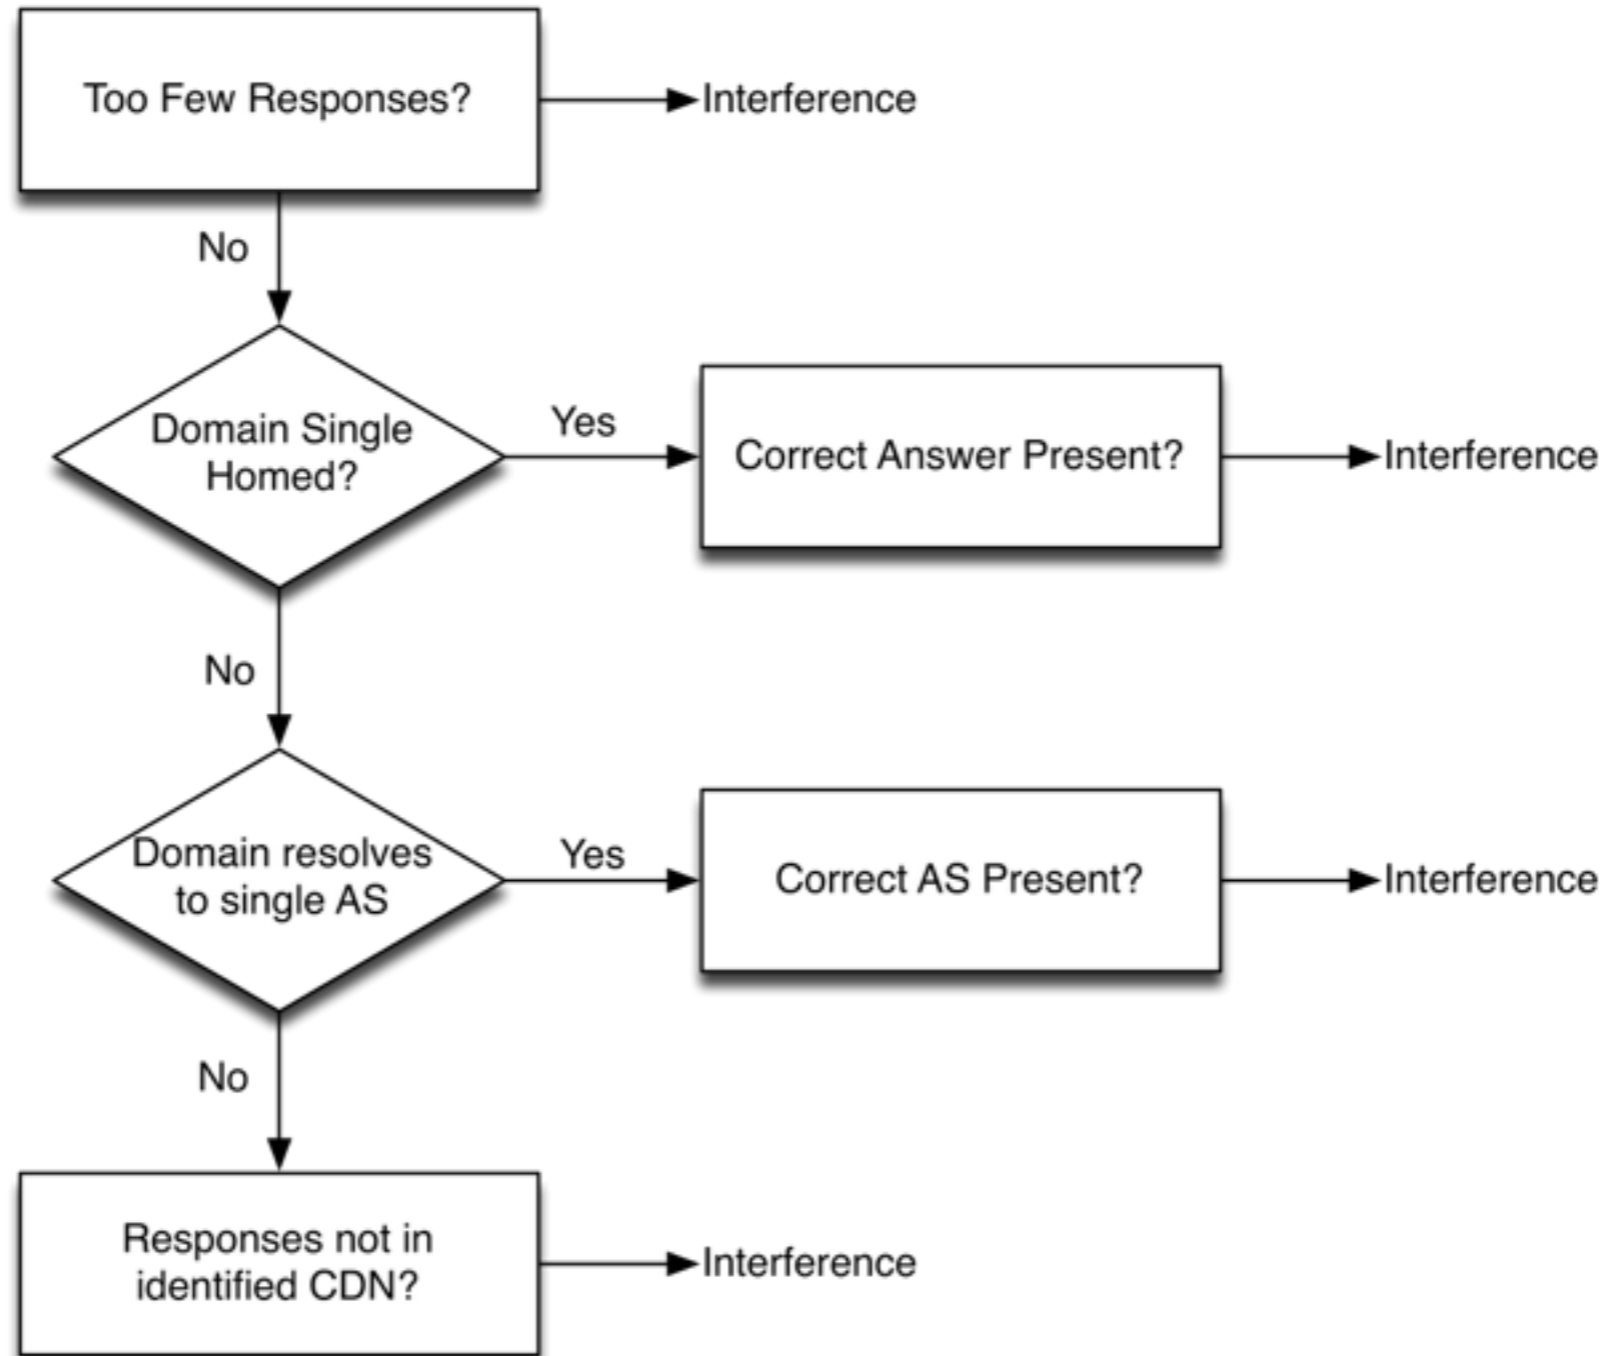 Too Few Responses?
Interference
No
Domain Single
Homed?
Yes
Correct Answer Present?
Interference
No
Domain resolves
to single AS
Yes
Correct AS Present?
Interference
No
Responses not in
identified CDN?
Interference